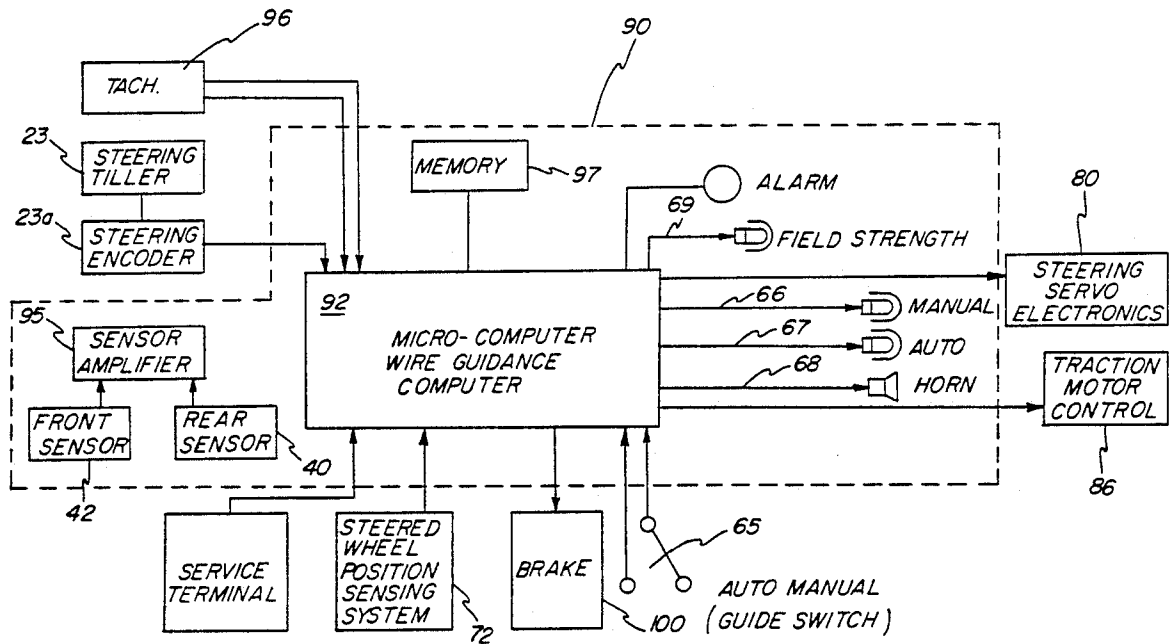 96
90
TACH.
23
STEERING
TILLER
MEMORY
97
ALARM
23a
STEERING
ENCODER
69
FIELD STRENGTH
80
STEERING
SERVO
ELECTRONICS
92
MICRO-COMPUTER
WIRE GUIDANCE
COMPUTER
66
MANUAL
67
AUTO
68
HORN
95
SENSOR
AMPLIFIER
FRONT
SENSOR
REAR
SENSOR
40
42
TRACTION
MOTOR
CONTROL
86
SERVICE
TERMINAL
STEERED
WHEEL
POSITION
SENSING
SYSTEM
72
BRAKE
100
65
AUTO MANUAL
(GUIDE SWITCH)